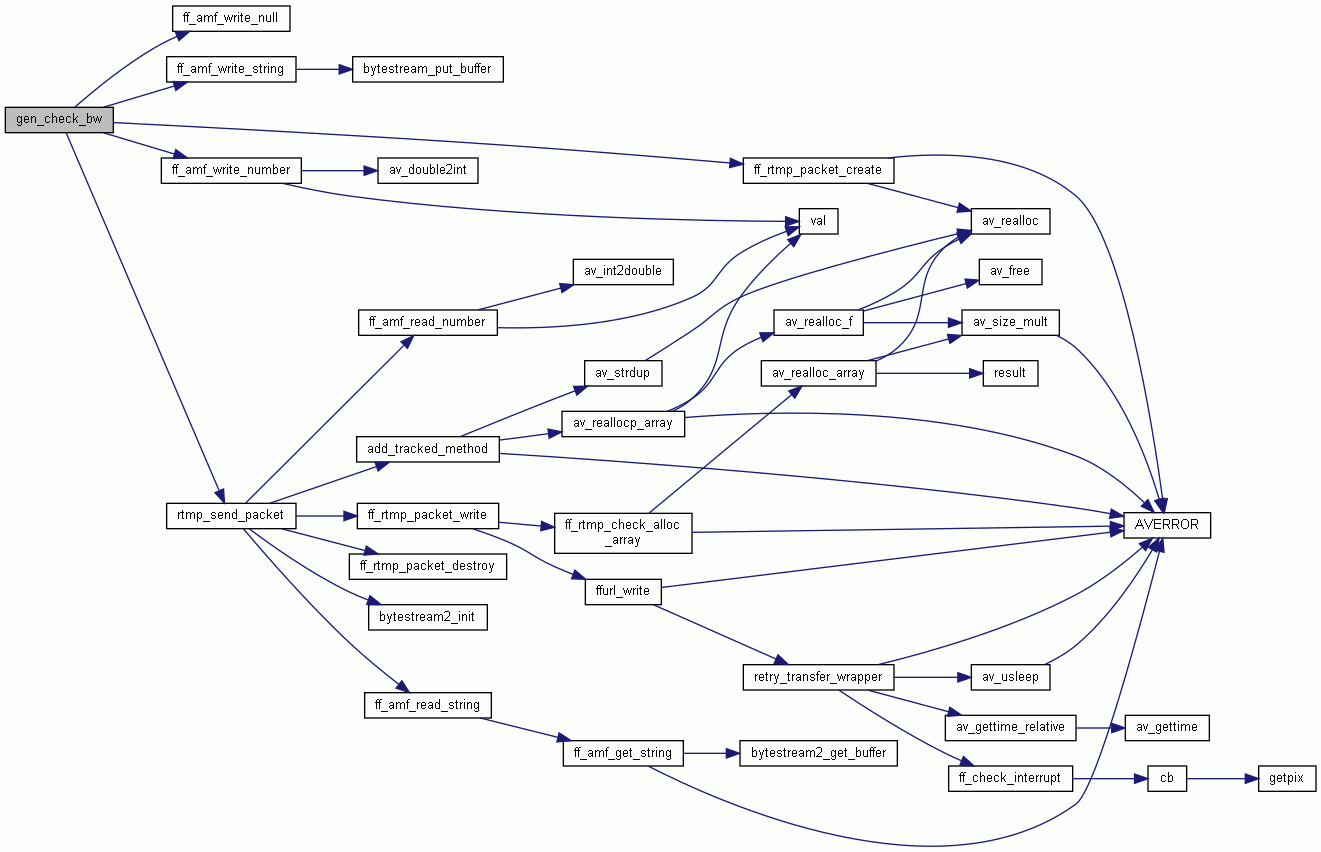 ff_amf_write_null
ff_amf_write_string
bytestream_put_buffer
gen_check_bw
ff_amf_write_number
av_double2int
ff_rtmp_packet_create
val
av_realloc
av_int2double
av_free
ff_amf_read_number
av_realloc_f
av_size_mult
av_strdup
av_realloc_array
result
av_reallocp_array
add_tracked_method
rtmp_send_packet
ff_rtmp_packet_write
ff_rtmp_check_alloc
_array
AVERROR
ff_rtmp_packet_destroy
ffurl_write
bytestream2_init
retry_transfer_wrapper
av_usleep
ff_amf_read_string
av_gettime_relative
av_gettime
ff_amf_get_string
bytestream2_get_buffer
ff_check_interrupt
cb
getpix